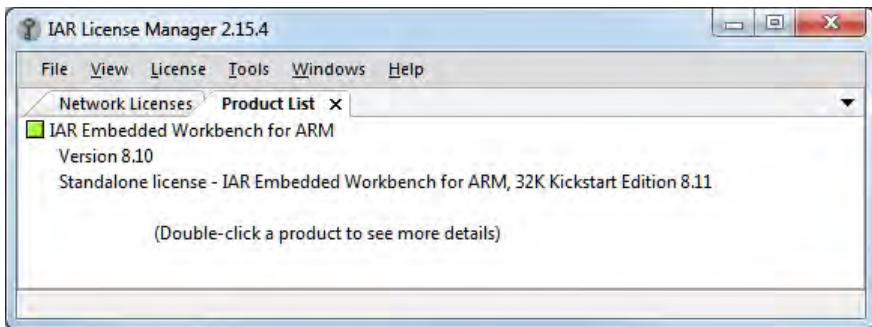 IAR License Manager 2.15.4
File View License Tools Windows Help
Network Licenses Product List X
IAR Embedded Workbench for ARM
Version 8.10
Standalone license - IAR Embedded Workbench for ARM, 32K Kickstart Edition 8.11
(Double-click a product to see more details)